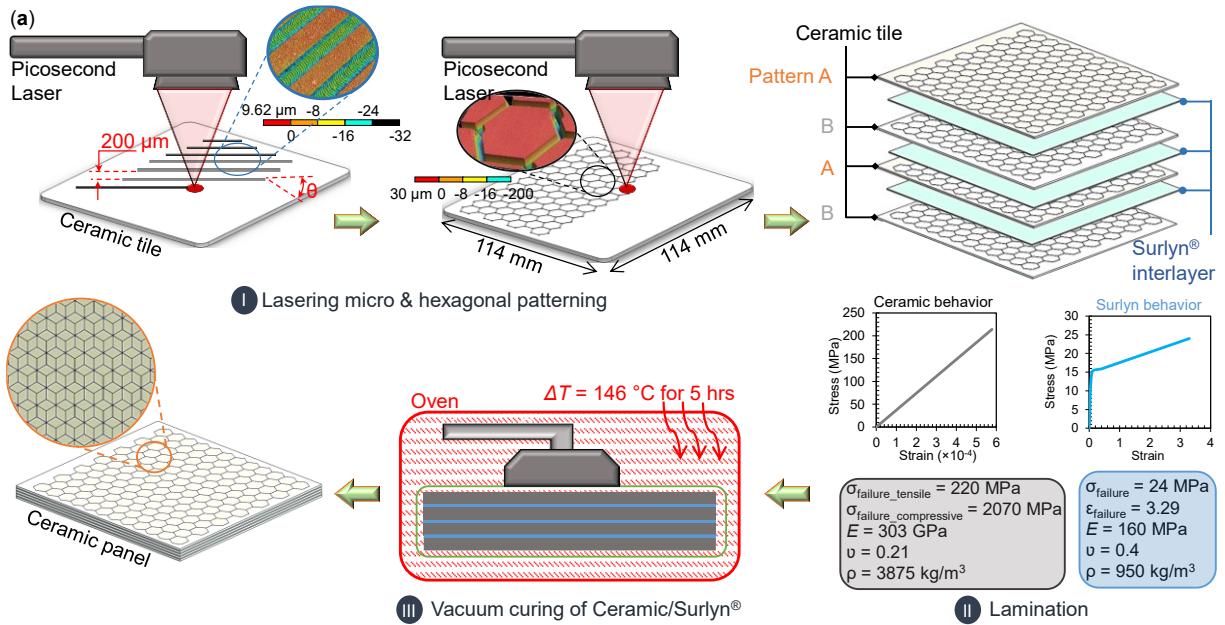 (a)
Picosecond
Laser
9.62 µm
-8
-24
0
-16
-32
200 µm
θ
Ceramic tile
Picosecond
Laser
30 µm
0
-8
-16
-200
114 mm
114 mm
I Lasering micro & hexagonal patterning
Ceramic tile
Pattern A
B
A
B
Surlyn®
interlayer
Ceramic behavior
Stress (MPa)
250
200
150
100
50
0
0 1 2 3 4 5 6
Strain (×10-4)
Surlyn behavior
Stress (MPa)
30
25
20
15
10
5
0
0 1 2 3 4
Strain
σfailure_tensile = 220 MPa
σfailure_compressive = 2070 MPa
E = 303 GPa
υ = 0.21
ρ = 3875 kg/m³
σfailure = 24 MPa
εfailure = 3.29
E = 160 MPa
υ = 0.4
ρ = 950 kg/m³
II Lamination
Oven
ΔT = 146 °C for 5 hrs
III Vacuum curing of Ceramic/Surlyn®
Ceramic panel